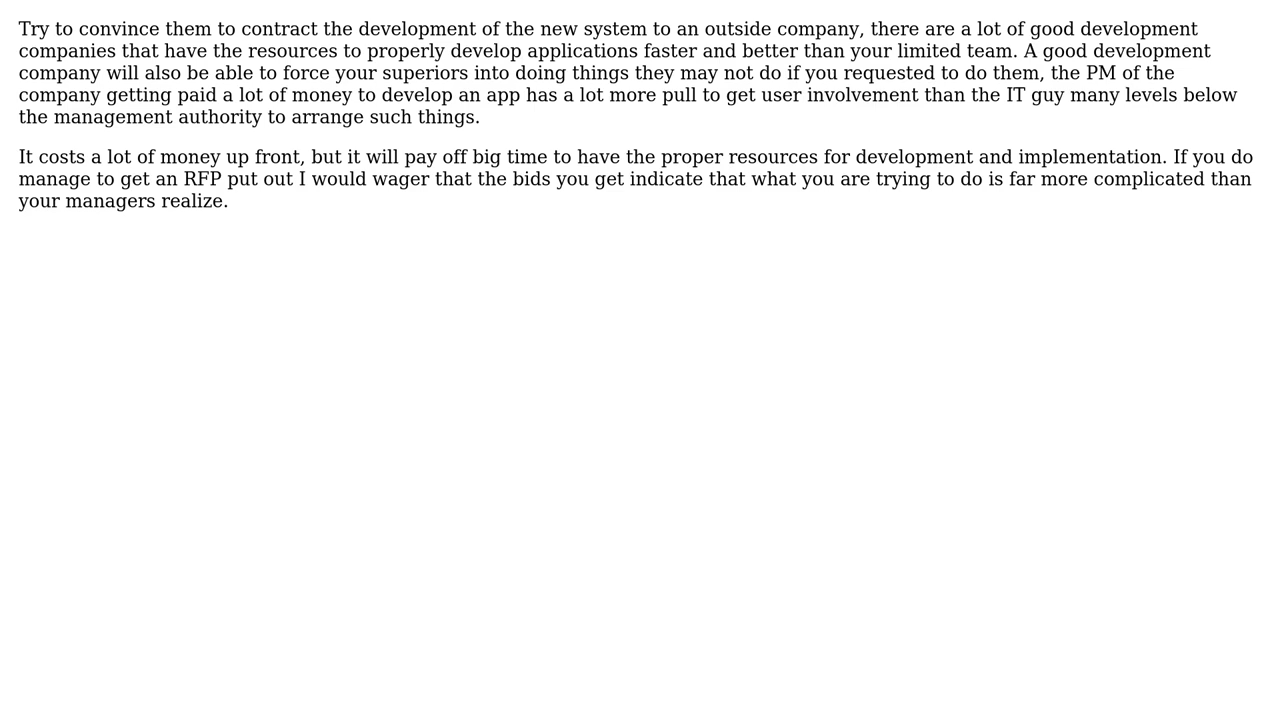 Try to convince them to contract the development of the new system to an outside company, there are a lot of good development
companies that have the resources to properly develop applications faster and better than your limited team. A good development
company will also be able to force your superiors into doing things they may not do if you requested to do them, the PM of the
company getting paid a lot of money to develop an app has a lot more pull to get user involvement than the IT guy many levels below
the management authority to arrange such things.
It costs a lot of money up front, but it will pay off big time to have the proper resources for development and implementation. If you do
manage to get an RFP put out I would wager that the bids you get indicate that what you are trying to do is far more complicated than
your managers realize.